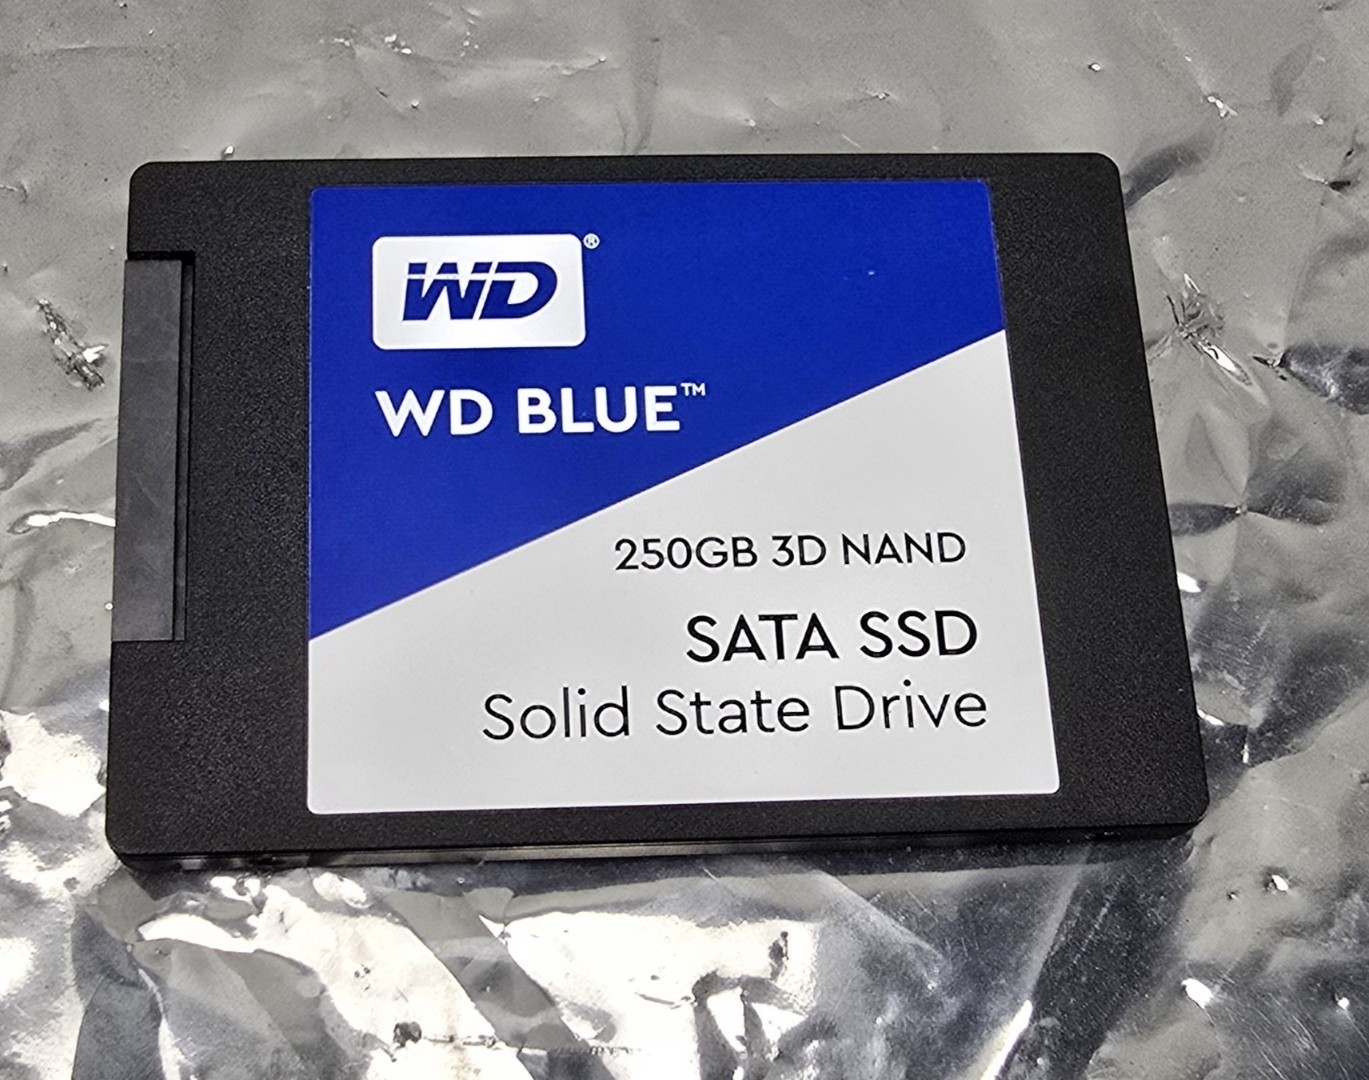 WD®
WD BLUE™
250GB 3D NAND
SATA SSD
Solid State Drive